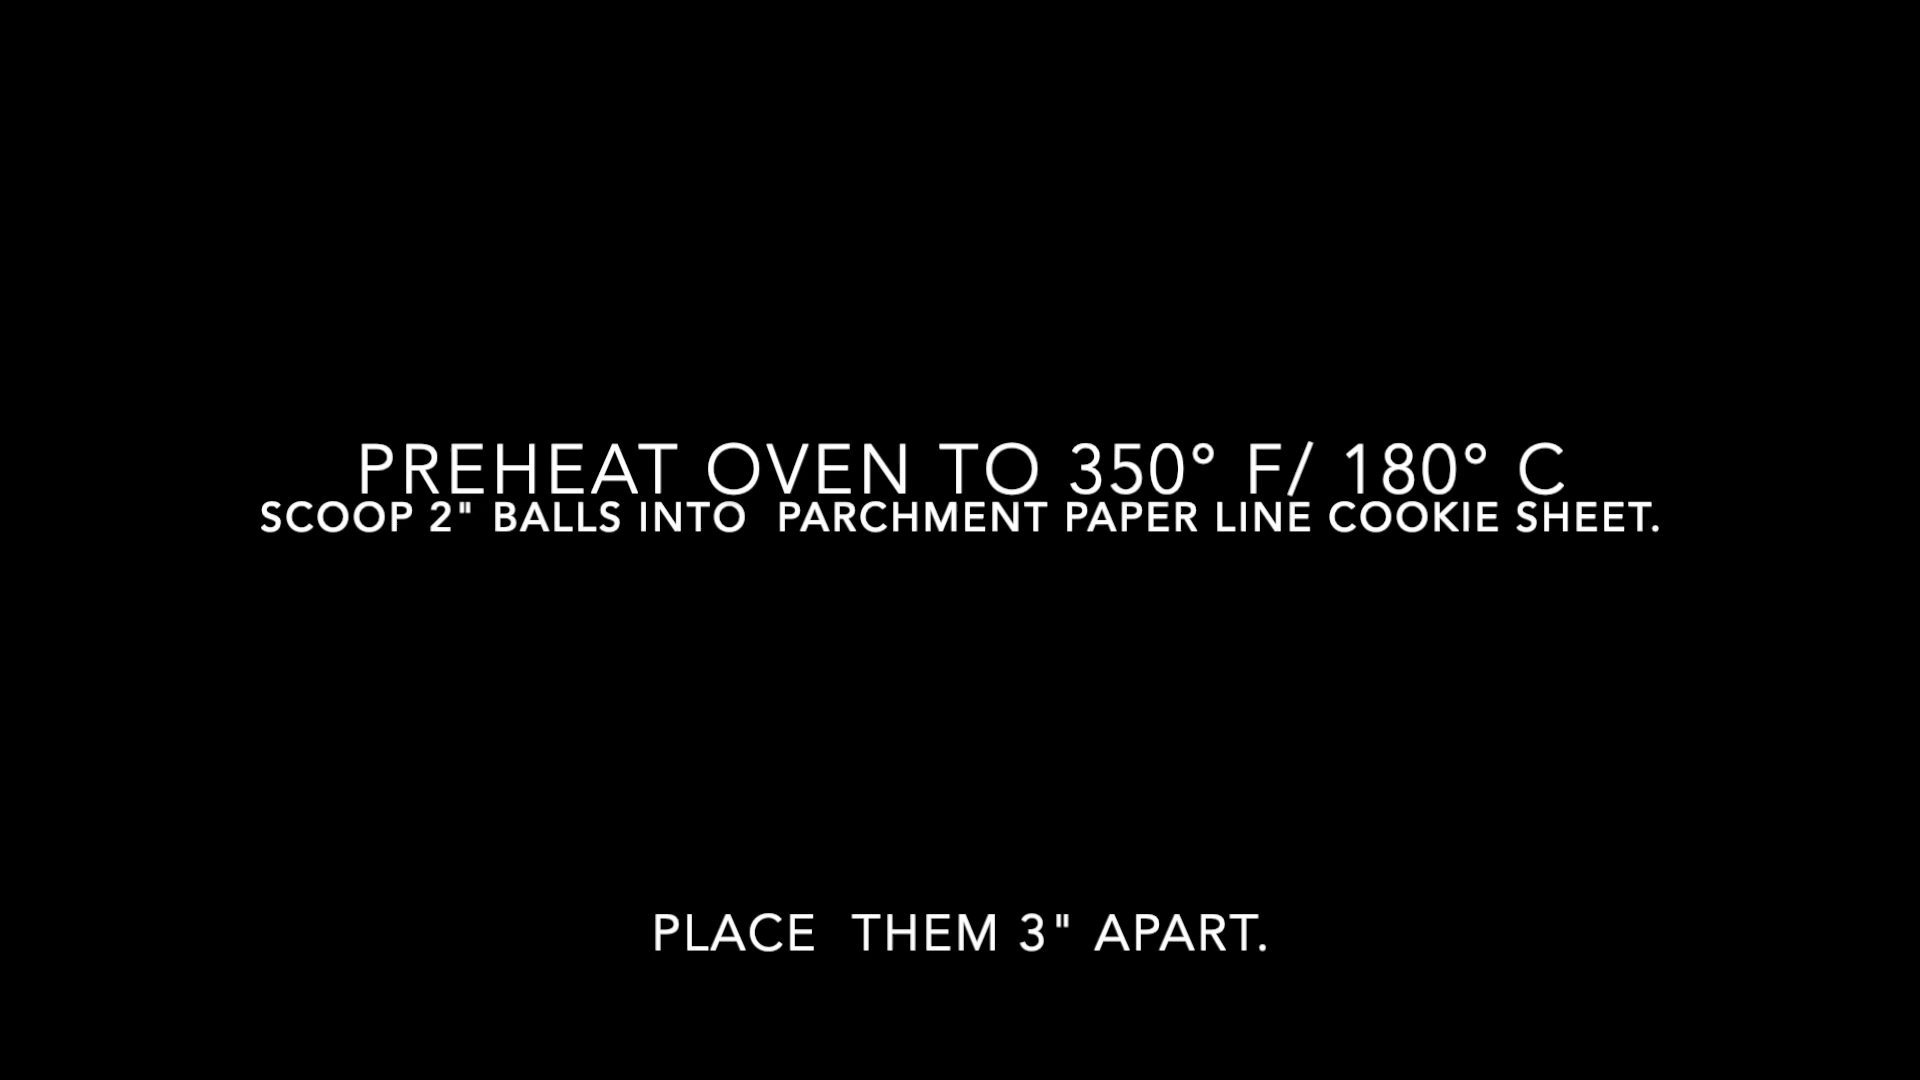 PREHEAT OVEN TO 350° F/ 180° C
SCOOP 2" BALLS INTO  PARCHMENT PAPER LINE COOKIE SHEET.
PLACE  THEM 3" APART.